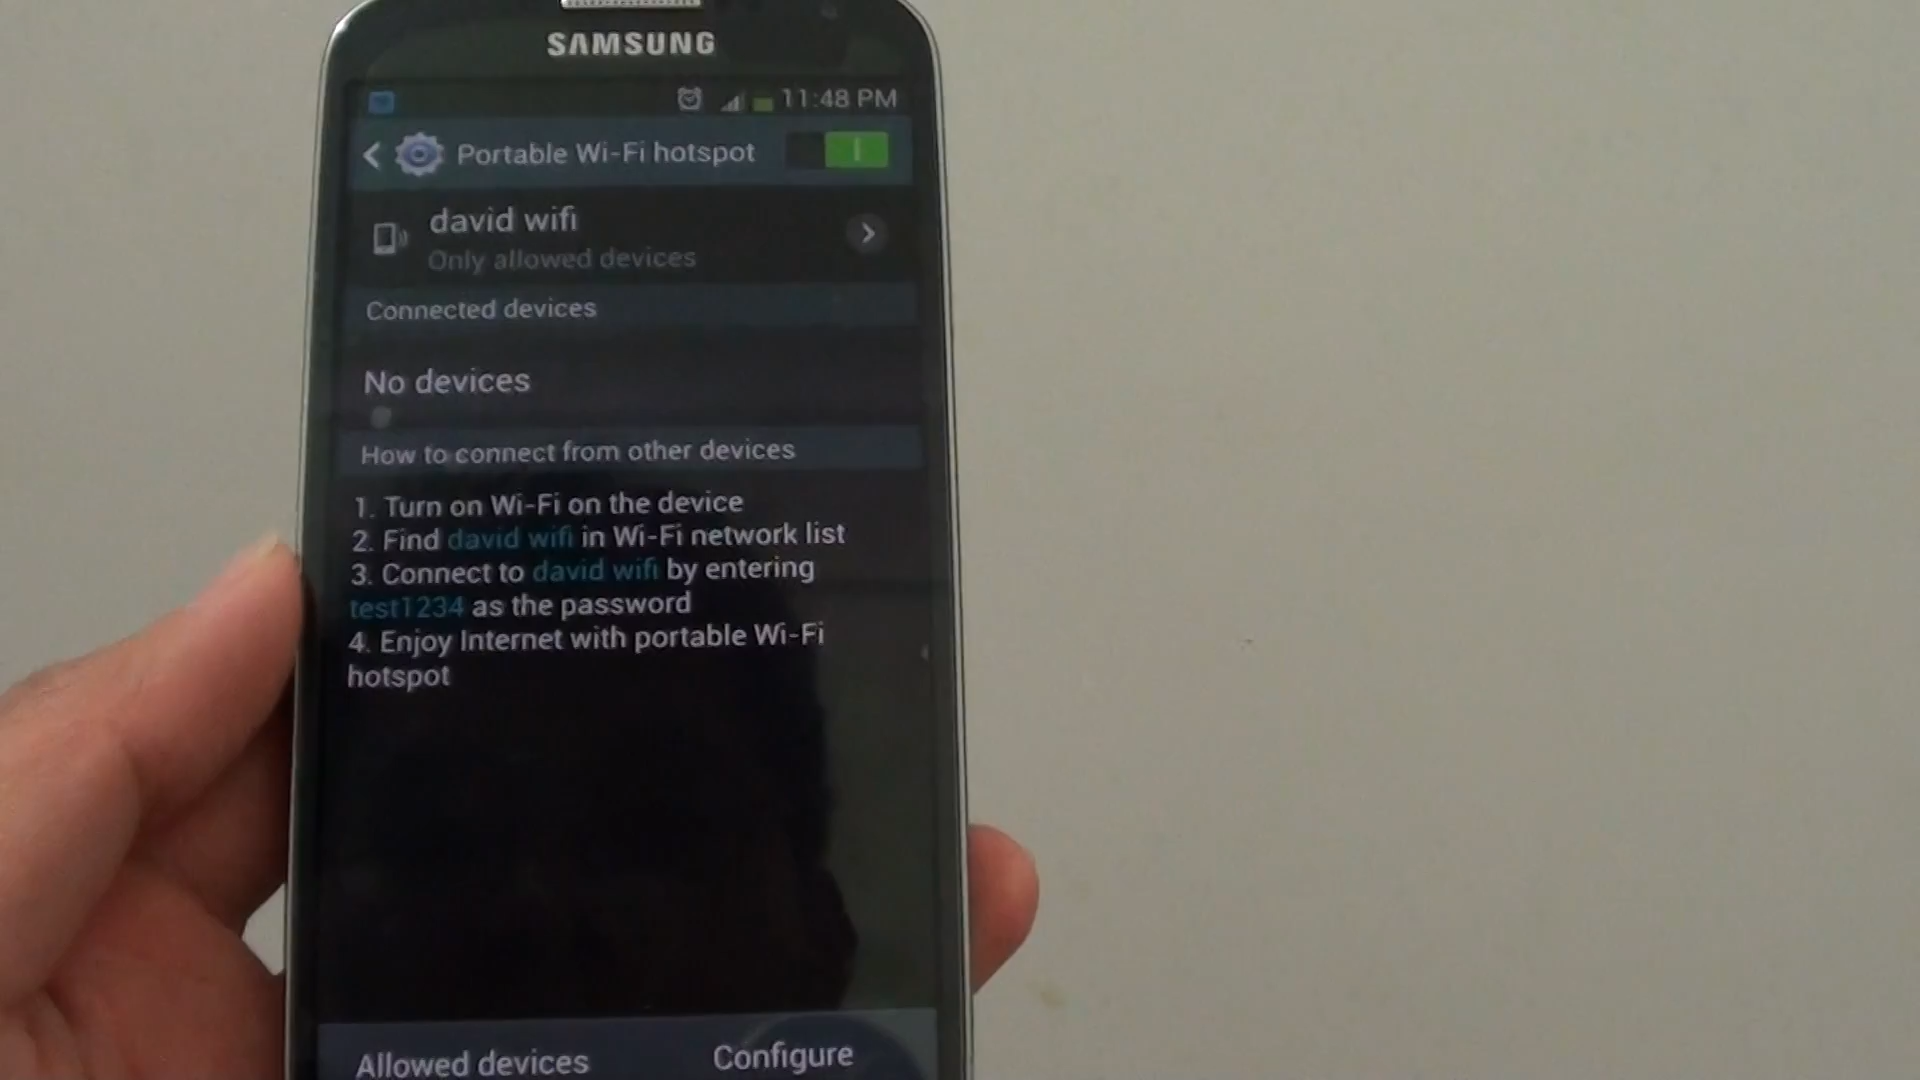 SAMSUNG
11:48 PM
Portable Wi-Fi hotspot
david wifi
Only allowed devices
Connected devices
No devices
How to connect from other devices
1. Turn on Wi-Fi on the device
2. Find david wifi in Wi-Fi network list
3. Connect to david wifi by entering
test1234 as the password
4. Enjoy Internet with portable Wi-Fi
hotspot
Allowed devices
Configure